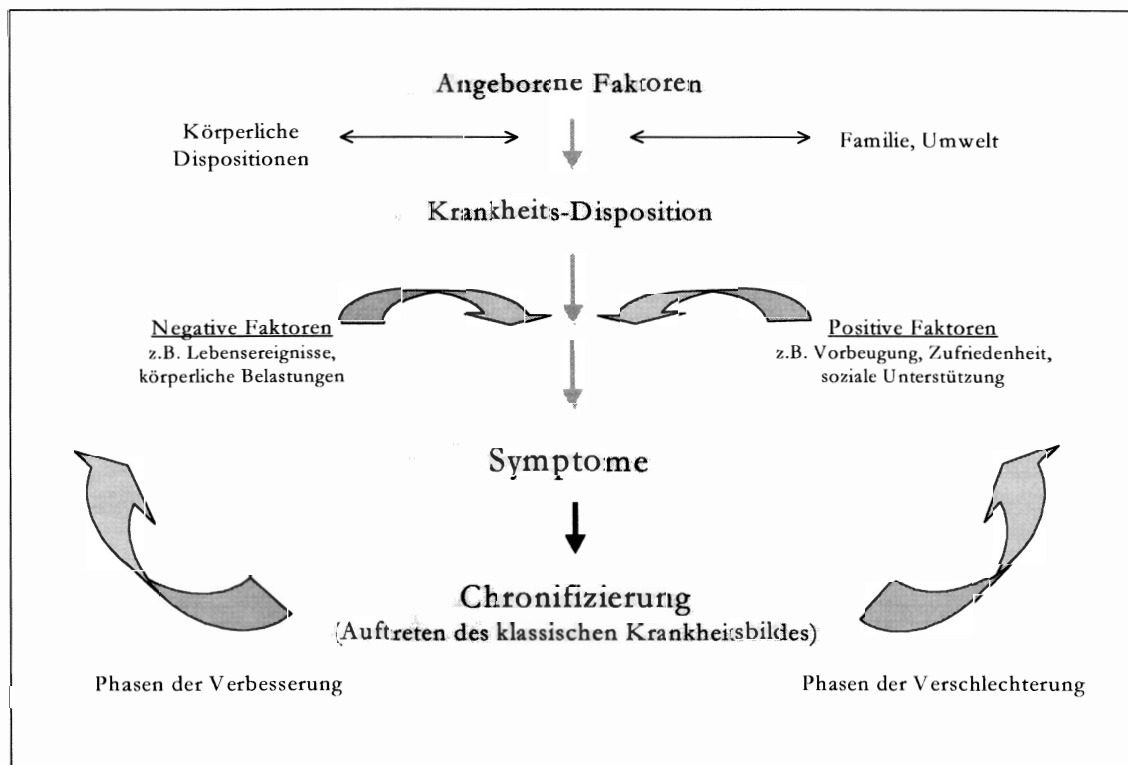 Angeborene Faktoren
Körperliche
Dispositionen
Familie, Umwelt
Krankheits-Disposition
Negative Faktoren
z.B. Lebensereignisse,
körperliche Belastungen
Positive Faktoren
z.B. Vorbeugung, Zufriedenheit,
soziale Unterstützung
Symptome
Chronifizierung
(Auftreten des klassischen Krankheitsbildes)
Phasen der Verbesserung
Phasen der Verschlechterung